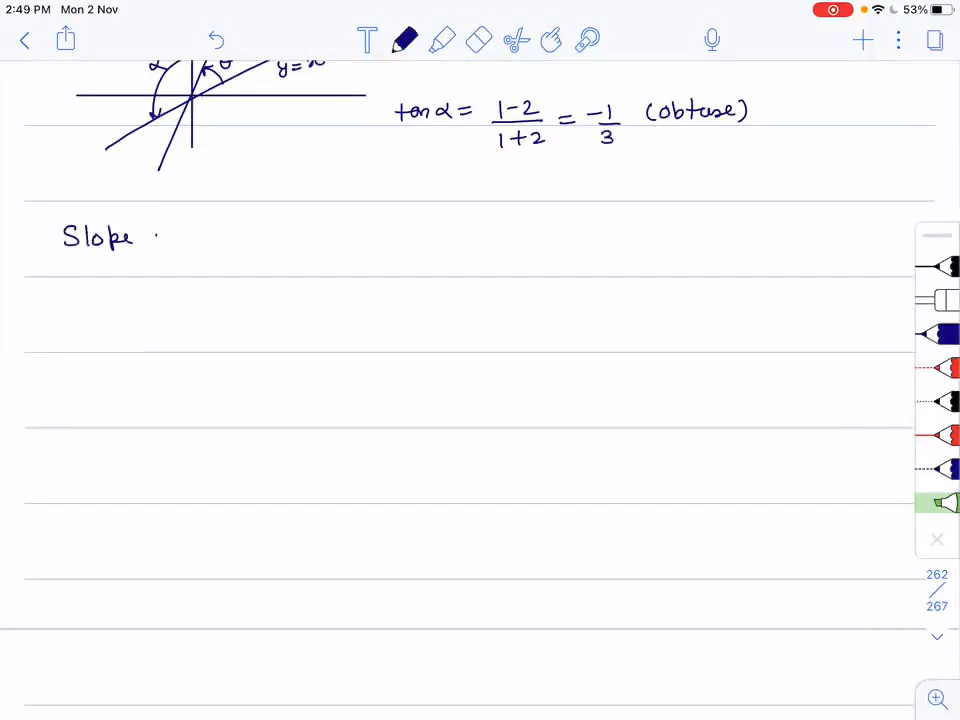 2:49 PM Mon 2 Nov
53%
T
α θ y=x
tan α = 1-2 / 1+2 = -1 / 3 (obtuse)
Slope
262
/
267